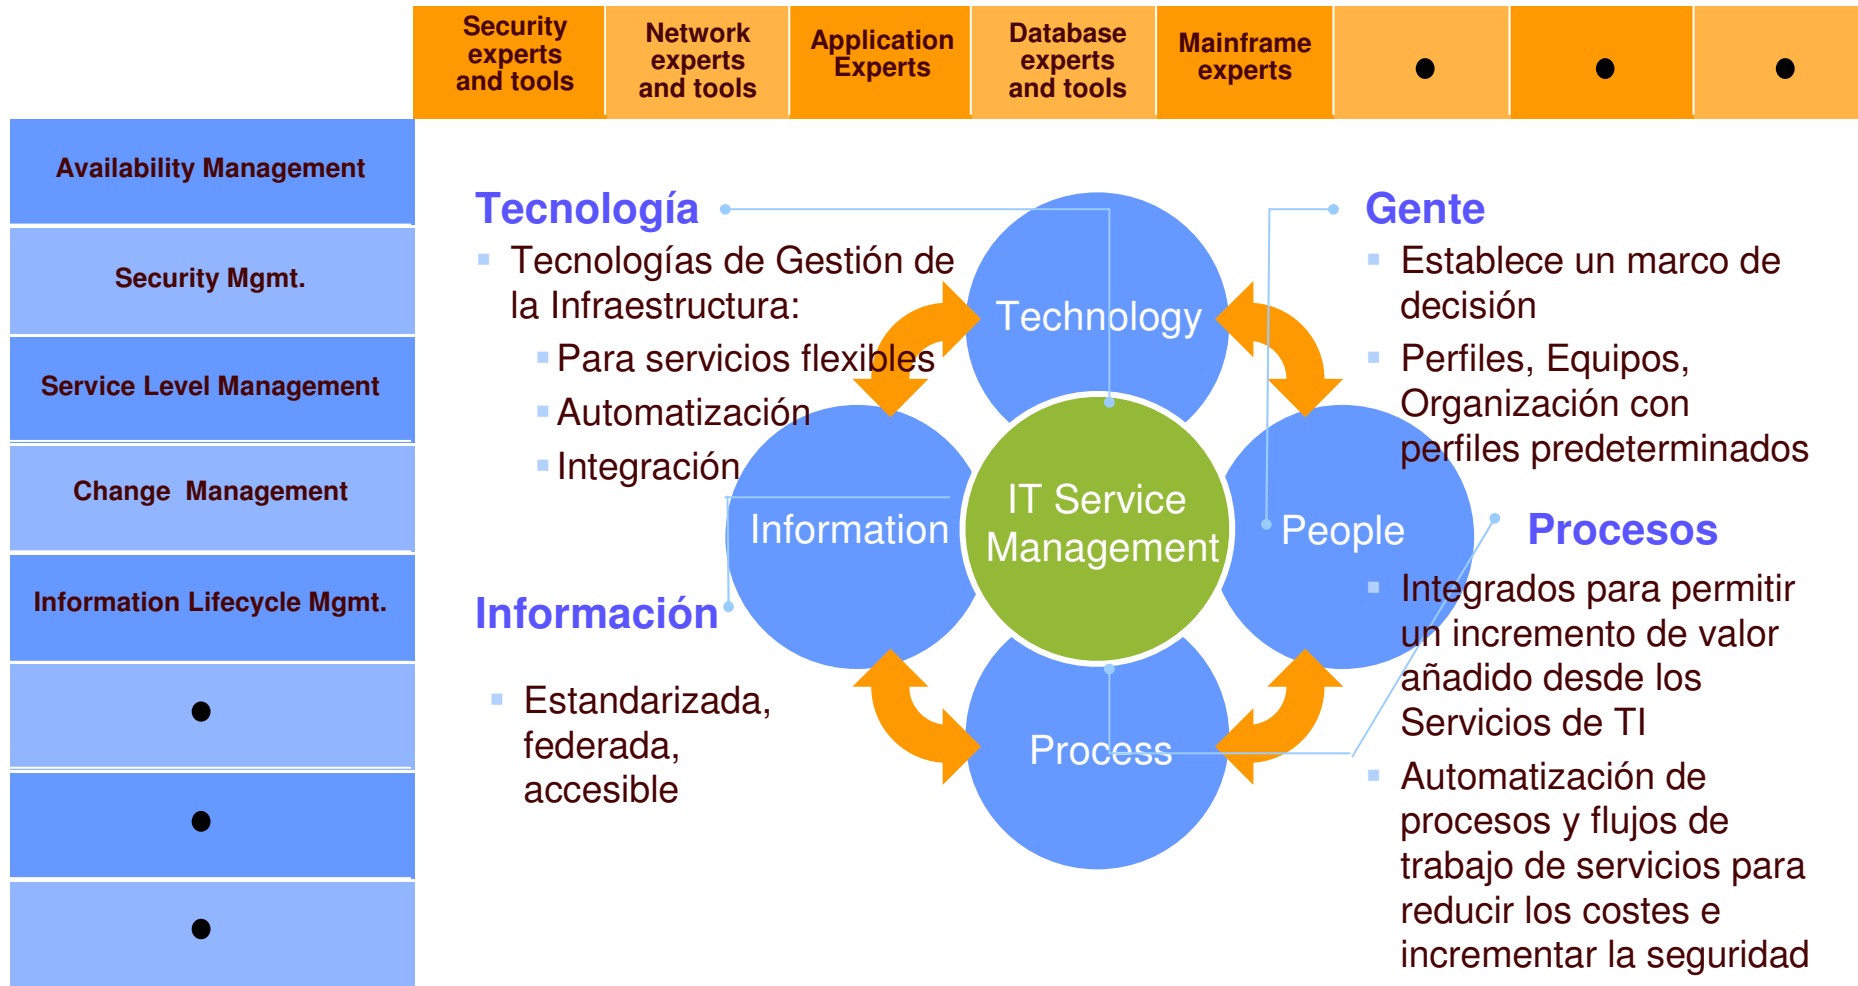 Security
experts
and tools
Network
experts
and tools
Application
Experts
Database
experts
and tools
Mainframe
experts
Availability Management
Security Mgmt.
Service Level Management
Change Management
Information Lifecycle Mgmt.
Tecnología
Tecnologías de Gestión de
la Infraestructura:
Para servicios flexibles
Automatización
Integración
Información
Estandarizada,
federada,
accesible
Technology
Information
IT Service
Management
People
Process
Gente
Establece un marco de
decisión
Perfiles, Equipos,
Organización con
perfiles predeterminados
Procesos
Integrados para permitir
un incremento de valor
añadido desde los
Servicios de TI
Automatización de
procesos y flujos de
trabajo de servicios para
reducir los costes e
incrementar la seguridad